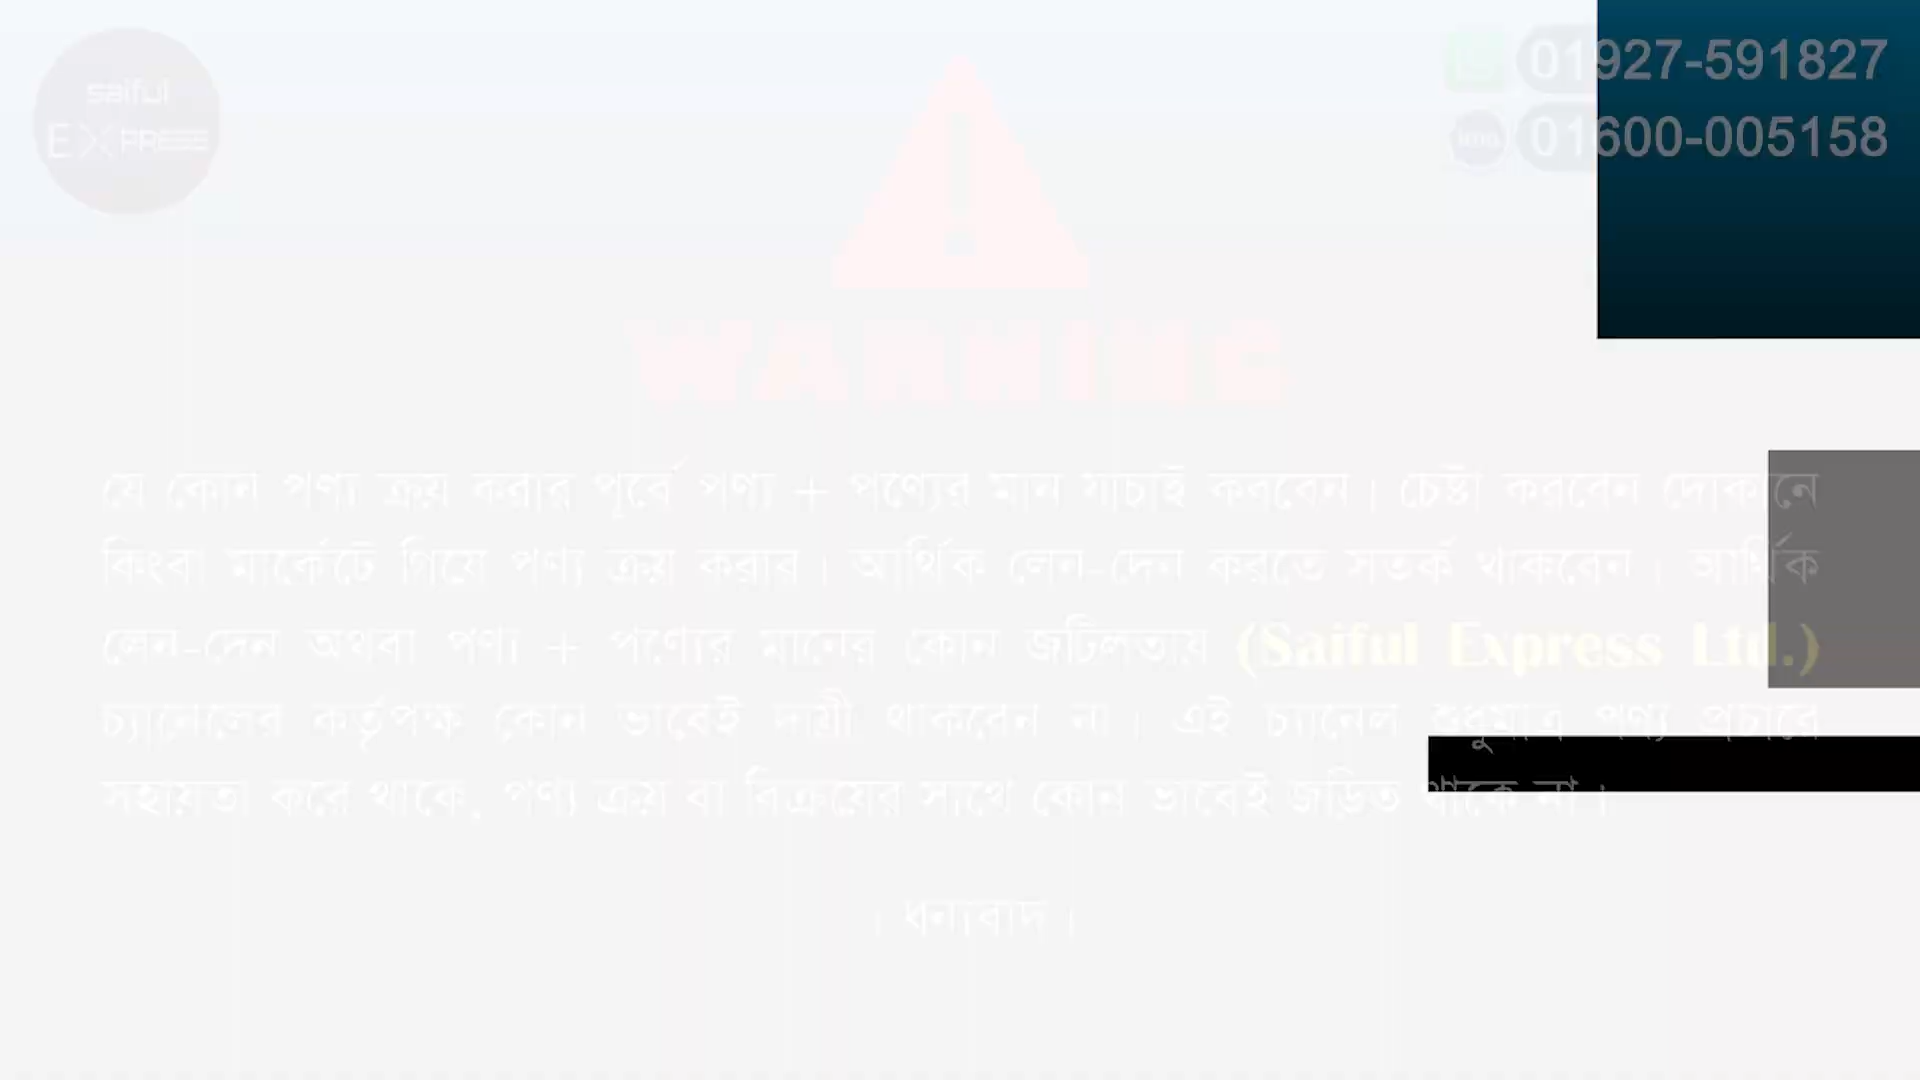 saiful
EXPRESS
01927-591827
01600-005158
WARNING
যে কোন পণ্য ক্রয় করার পূর্বে পণ্য + পণ্যের মান যাচাই করবেন। চেষ্টা করবেন দোকানে
কিংবা মার্কেটে গিয়ে পণ্য ক্রয় করার। আর্থিক লেন-দেন করতে সতর্ক থাকবেন। আর্থিক
লেন-দেন অথবা পণ্য + পণ্যের মানের কোন জটিলতায় (Saiful Express Ltd.)
চ্যানেলের কর্তৃপক্ষ কোন ভাবেই দায়ী থাকবেন না। এই চ্যানেল শুধুমাত্র পণ্য প্রচারে
সহায়তা করে থাকে, পণ্য ক্রয় বা বিক্রয়ের সাথে কোন ভাবেই জড়িত থাকে না।
। ধন্যবাদ।